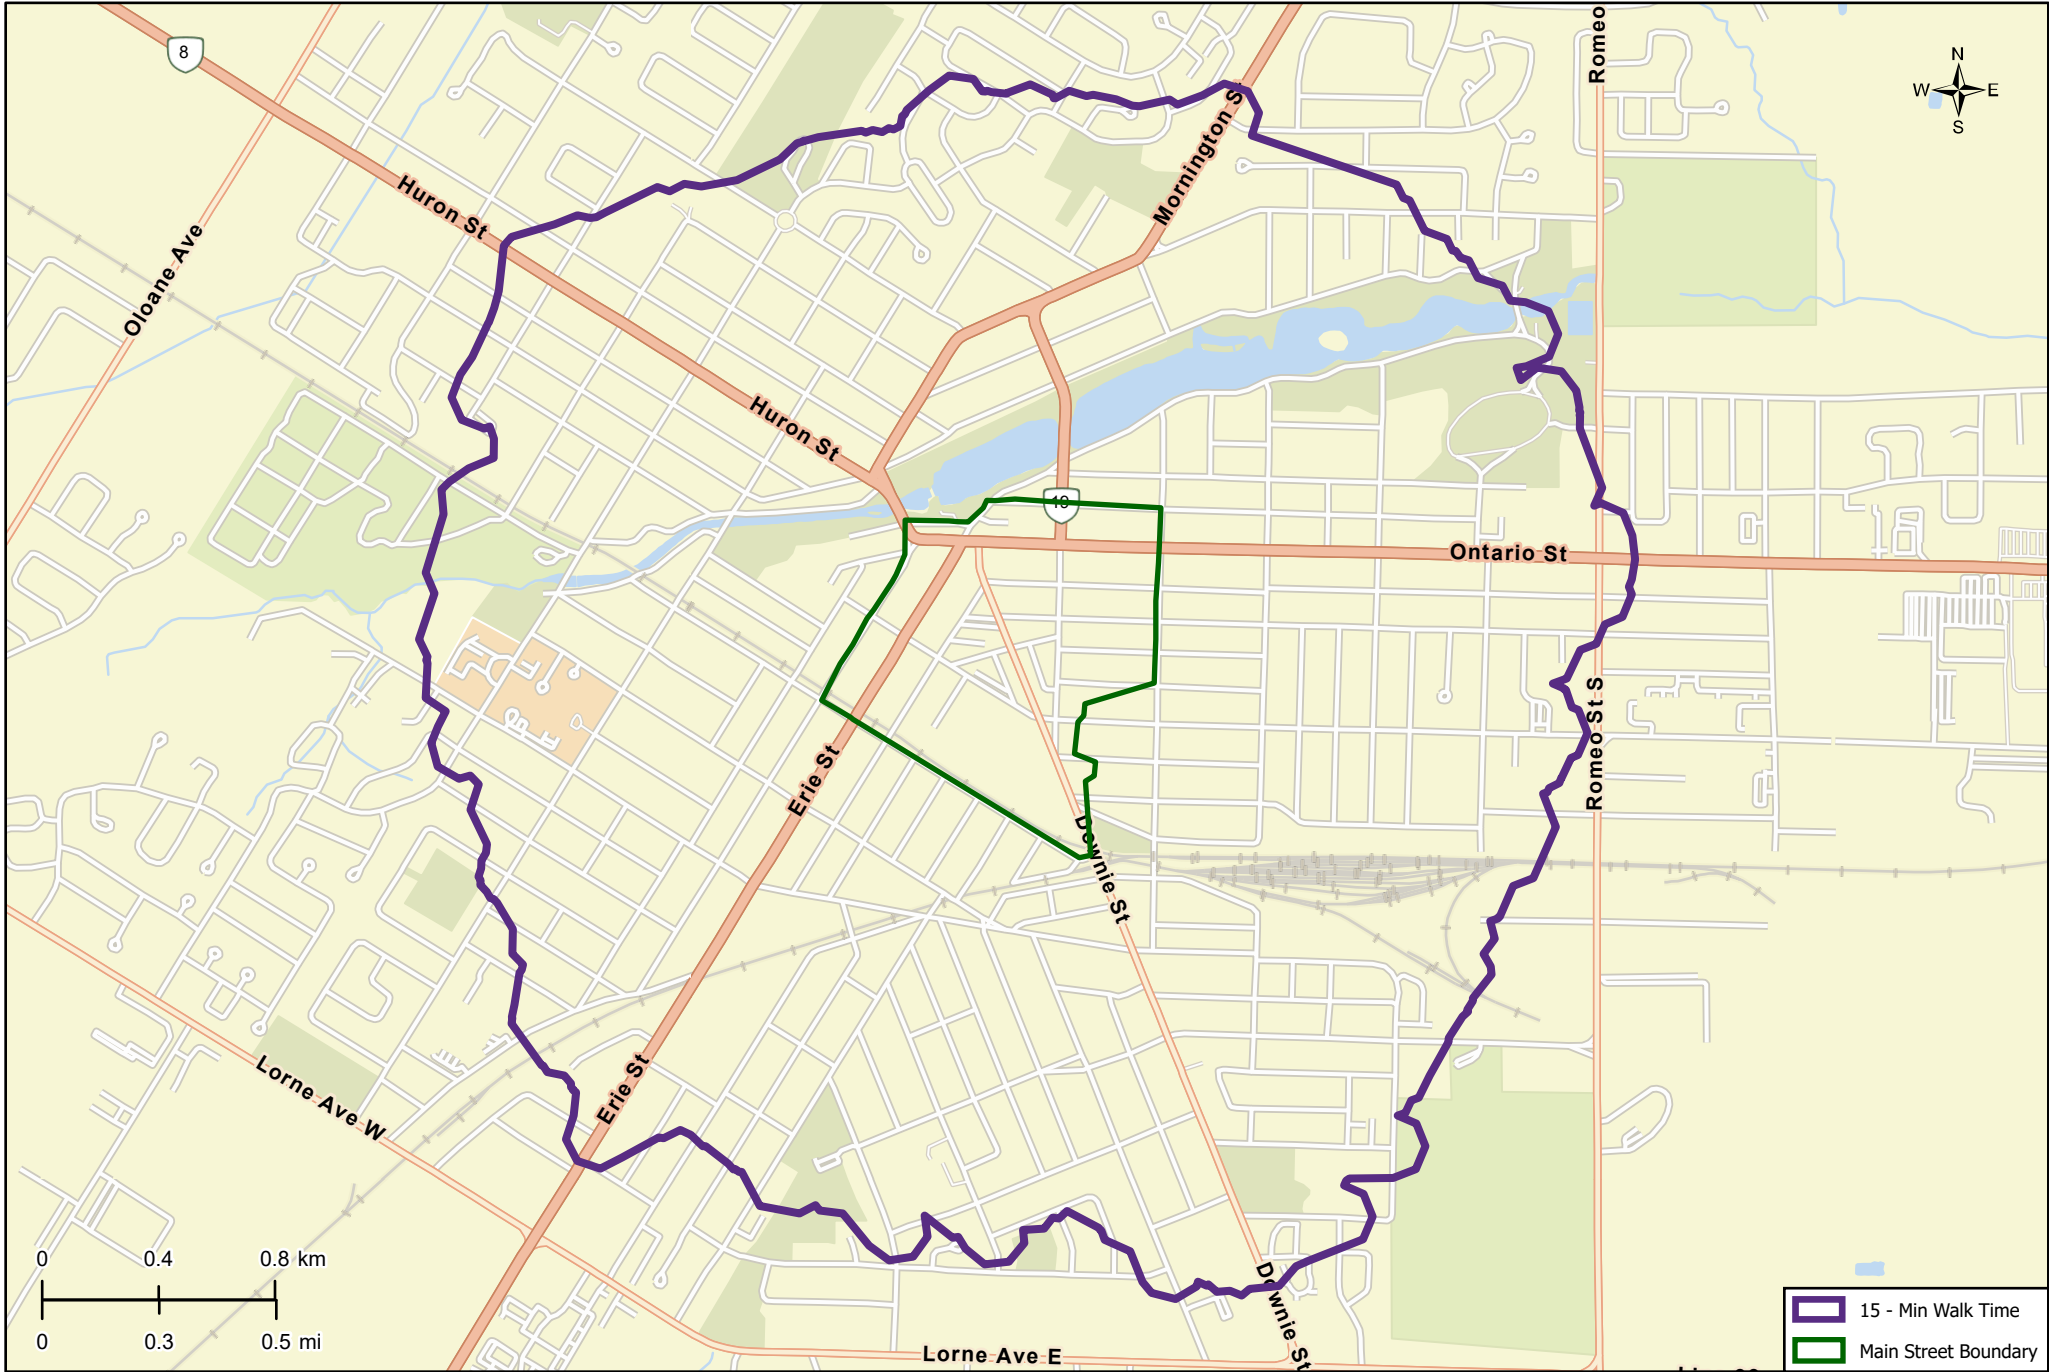 Romeo
8
N
W E
S
Mornington S
Huron St
Oloane Ave
Huron St
Ontario St
Romeo St S
Erie St
Downie St
Erie St
Lorne Ave W
Downie St
Lorne Ave E
0 0.4 0.8 km
0 0.3 0.5 mi
15 - Min Walk Time
Main Street Boundary